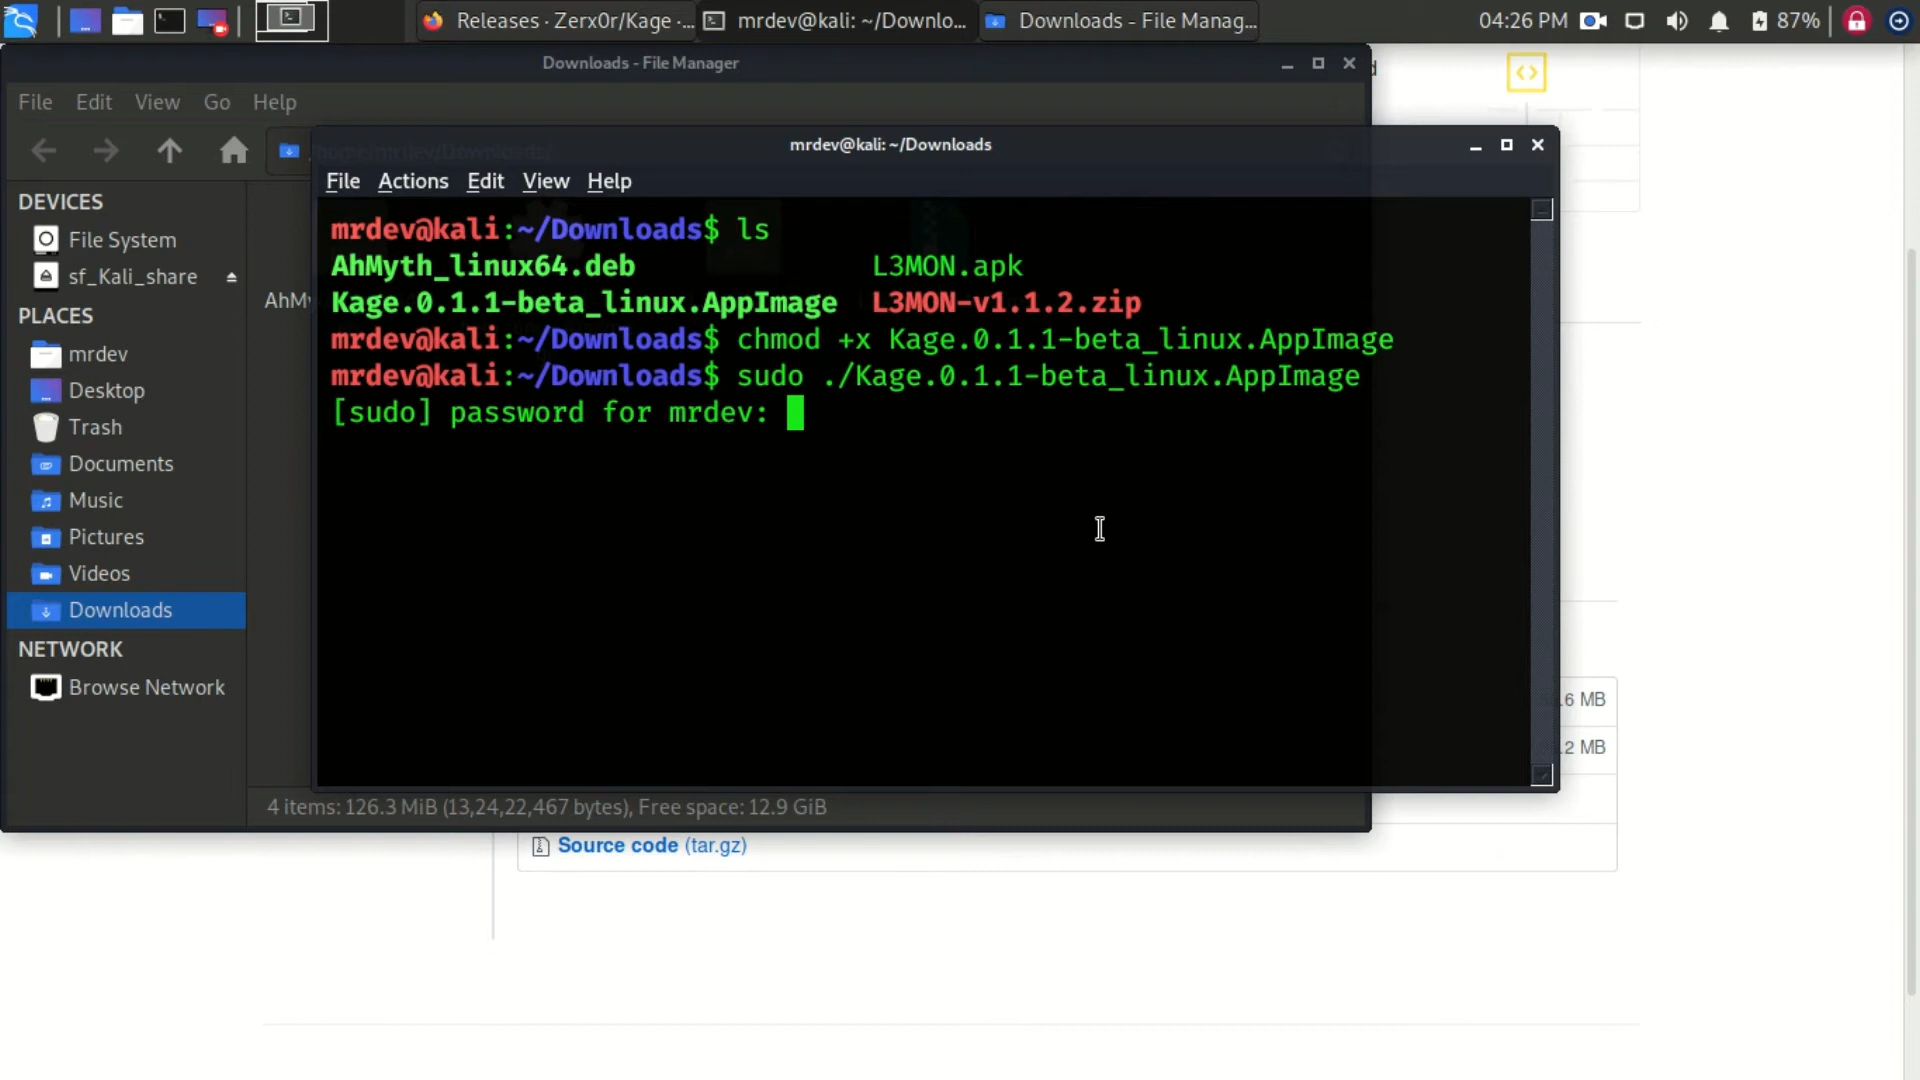 Releases · Zerx0r/Kage ·... mrdev@kali: ~/Downlo... Downloads - File Manag... 04:26 PM 87%
Downloads - File Manager
File Edit View Go Help
mrdev@kali: ~/Downloads
File Actions Edit View Help
DEVICES
File System
sf_Kali_share
PLACES
mrdev
Desktop
Trash
Documents
Music
Pictures
Videos
Downloads
NETWORK
Browse Network
AhMy
mrdev@kali:~/Downloads$ ls
AhMyth_linux64.deb L3MON.apk
Kage.0.1.1-beta_linux.AppImage L3MON-v1.1.2.zip
mrdev@kali:~/Downloads$ chmod +x Kage.0.1.1-beta_linux.AppImage
mrdev@kali:~/Downloads$ sudo ./Kage.0.1.1-beta_linux.AppImage
[sudo] password for mrdev:
.6 MB
.2 MB
4 items: 126.3 MiB (13,24,22,467 bytes), Free space: 12.9 GiB
Source code (tar.gz)